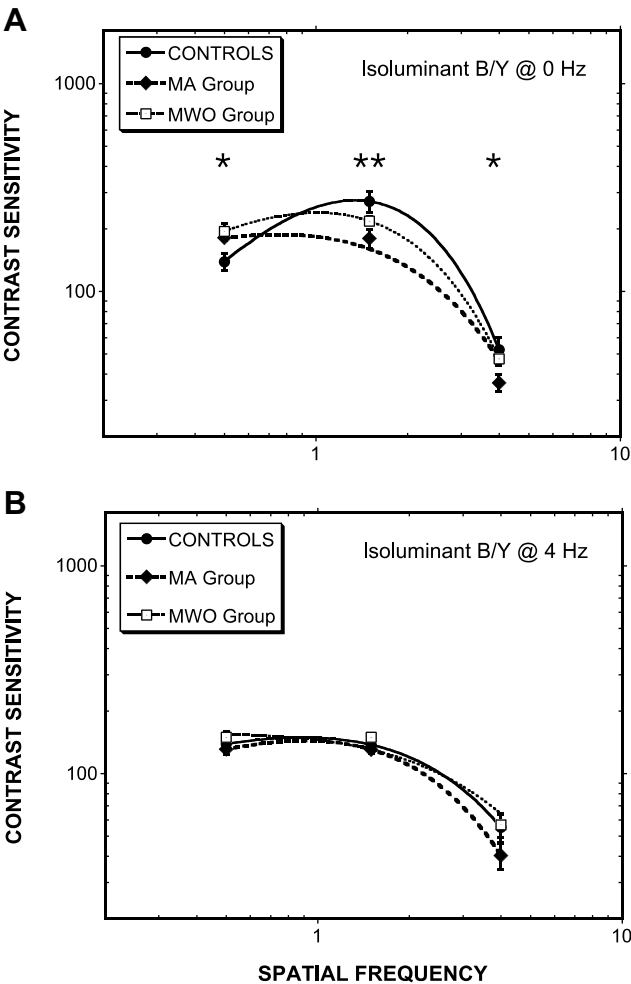 A
CONTROLS
MA Group
MWO Group
Isoluminant B/Y @ 0 Hz
1000
* ** *
100
CONTRAST SENSITIVITY
1 10
B
CONTROLS
MA Group
MWO Group
Isoluminant B/Y @ 4 Hz
1000
100
CONTRAST SENSITIVITY
1 10
SPATIAL FREQUENCY